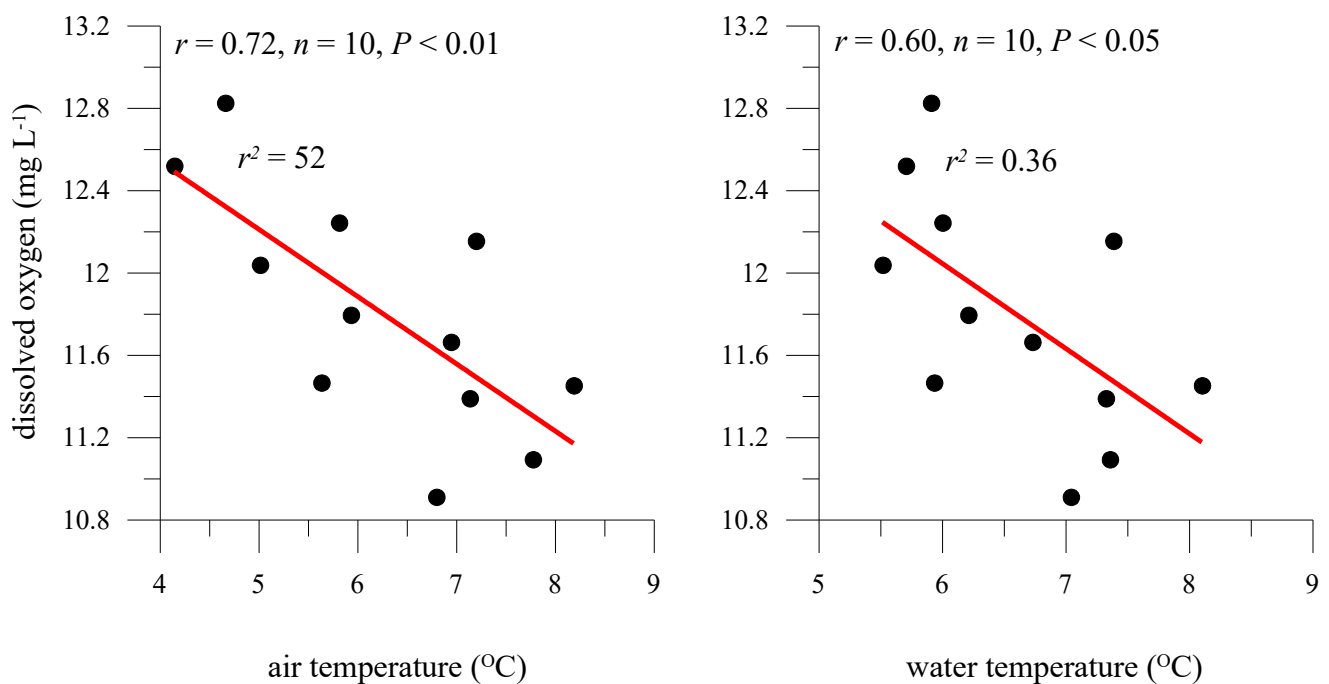 r = 0.72, n = 10, P < 0.01
r² = 52
dissolved oxygen (mg L⁻¹)
13.2
12.8
12.4
12
11.6
11.2
10.8
4 5 6 7 8 9
air temperature (ᴼC)
r = 0.60, n = 10, P < 0.05
r² = 0.36
13.2
12.8
12.4
12
11.6
11.2
10.8
5 6 7 8 9
water temperature (ᴼC)